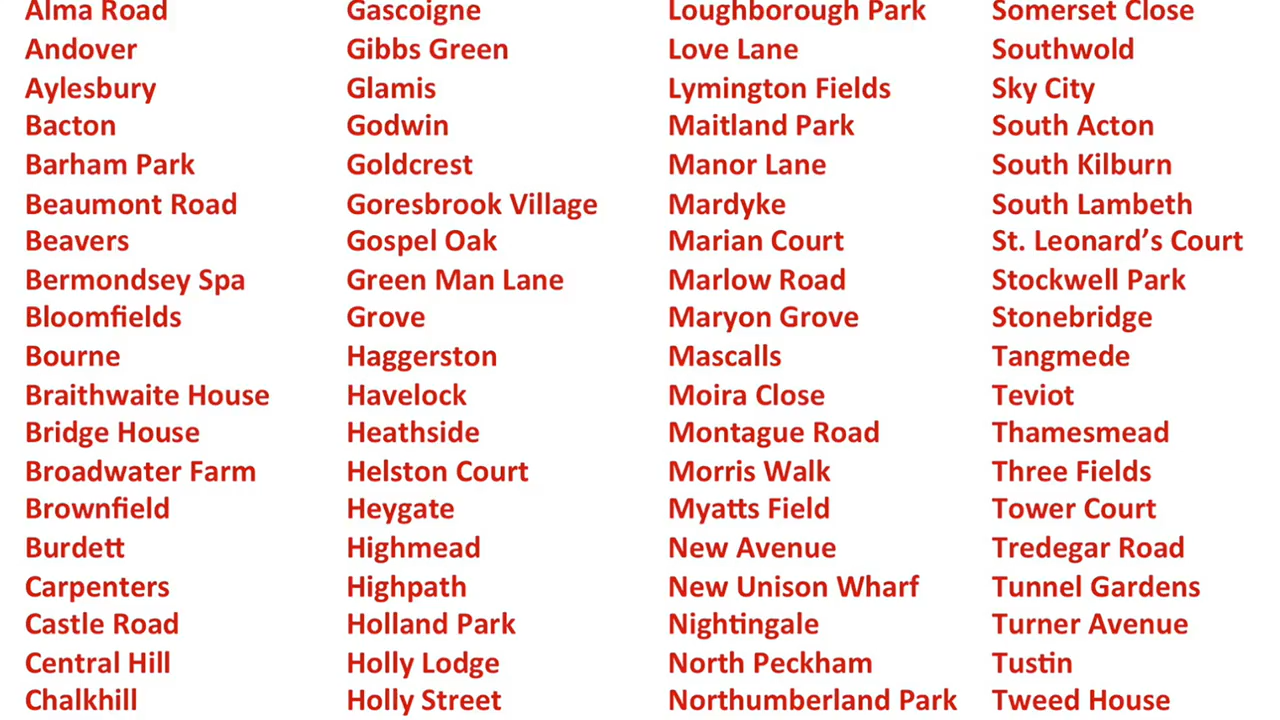 Alma Road
Andover
Aylesbury
Bacton
Barham Park
Beaumont Road
Beavers
Bermondsey Spa
Bloomfields
Bourne
Braithwaite House
Bridge House
Broadwater Farm
Brownfield
Burdett
Carpenters
Castle Road
Central Hill
Chalkhill
Gascoigne
Gibbs Green
Glamis
Godwin
Goldcrest
Goresbrook Village
Gospel Oak
Green Man Lane
Grove
Haggerston
Havelock
Heathside
Helston Court
Heygate
Highmead
Highpath
Holland Park
Holly Lodge
Holly Street
Loughborough Park
Love Lane
Lymington Fields
Maitland Park
Manor Lane
Mardyke
Marian Court
Marlow Road
Maryon Grove
Mascalls
Moira Close
Montague Road
Morris Walk
Myatts Field
New Avenue
New Unison Wharf
Nightingale
North Peckham
Northumberland Park
Somerset Close
Southwold
Sky City
South Acton
South Kilburn
South Lambeth
St. Leonard’s Court
Stockwell Park
Stonebridge
Tangmede
Teviot
Thamesmead
Three Fields
Tower Court
Tredegar Road
Tunnel Gardens
Turner Avenue
Tustin
Tweed House